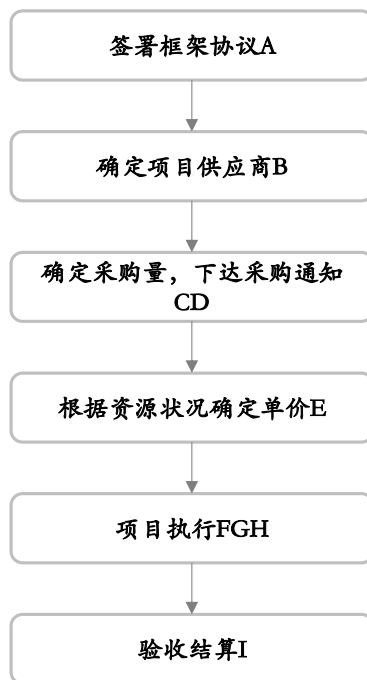 签署框架协议A
确定项目供应商B
确定采购量，下达采购通知
CD
根据资源状况确定单价E
项目执行FGH
验收结算I